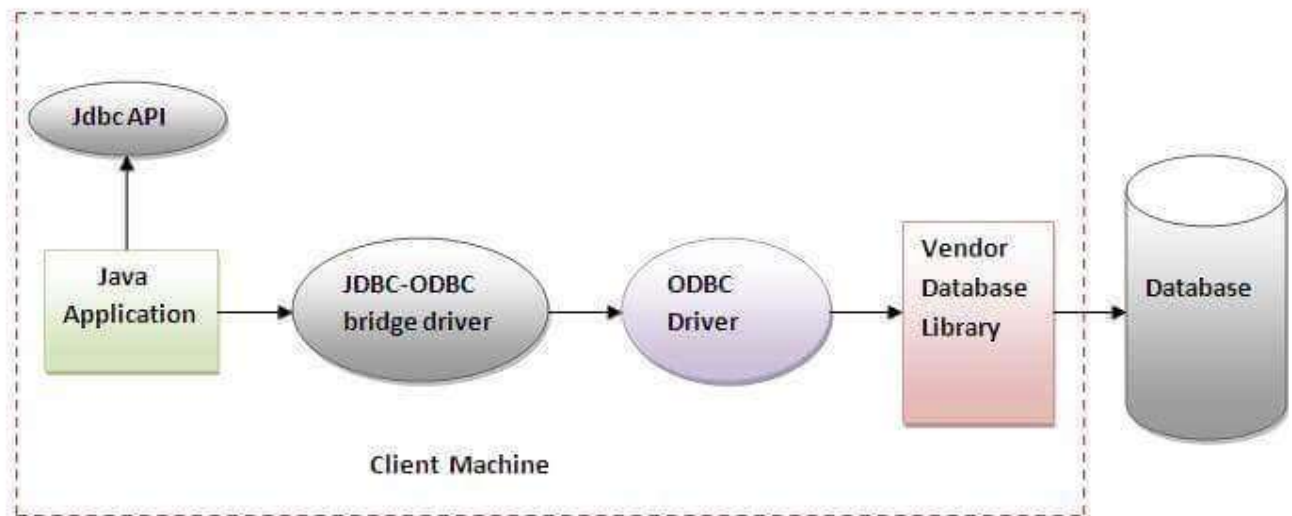 Jdbc API
Java
Application
JDBC-ODBC
bridge driver
ODBC
Driver
Vendor
Database
Library
Database
Client Machine